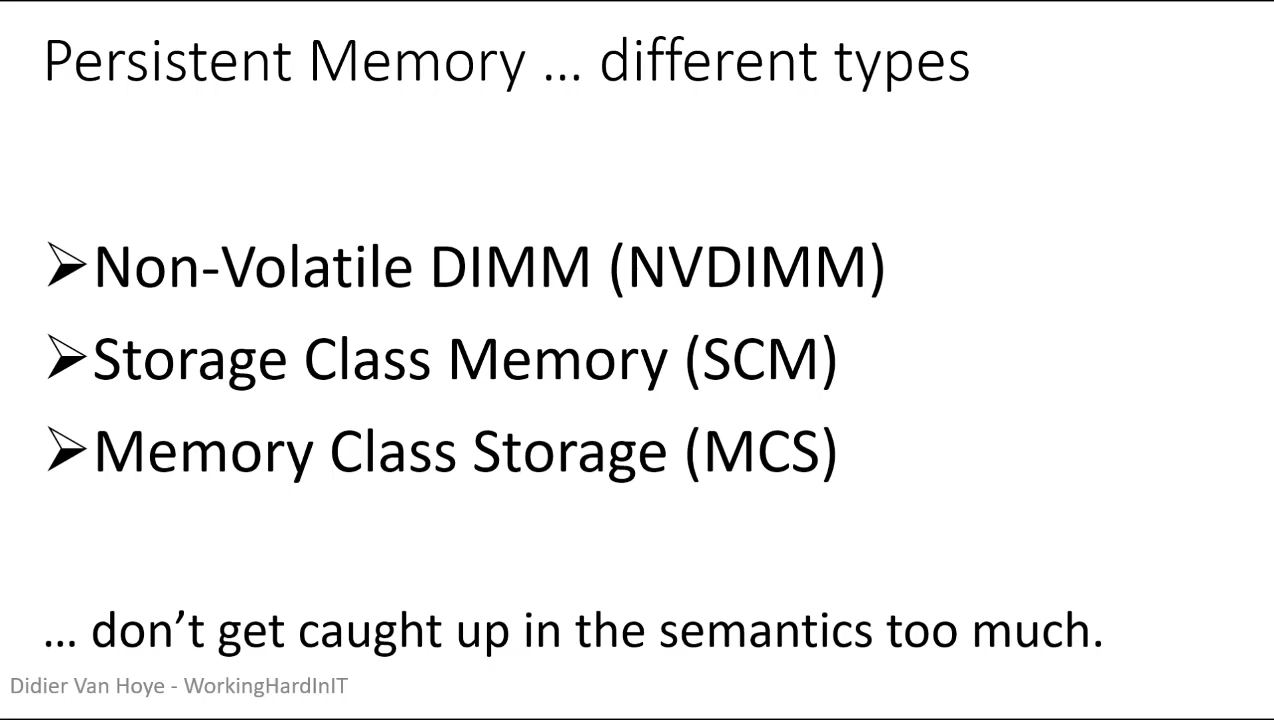 Persistent Memory … different types
➢Non-Volatile DIMM (NVDIMM)
➢Storage Class Memory (SCM)
➢Memory Class Storage (MCS)
… don’t get caught up in the semantics too much.
Didier Van Hoye - WorkingHardInIT